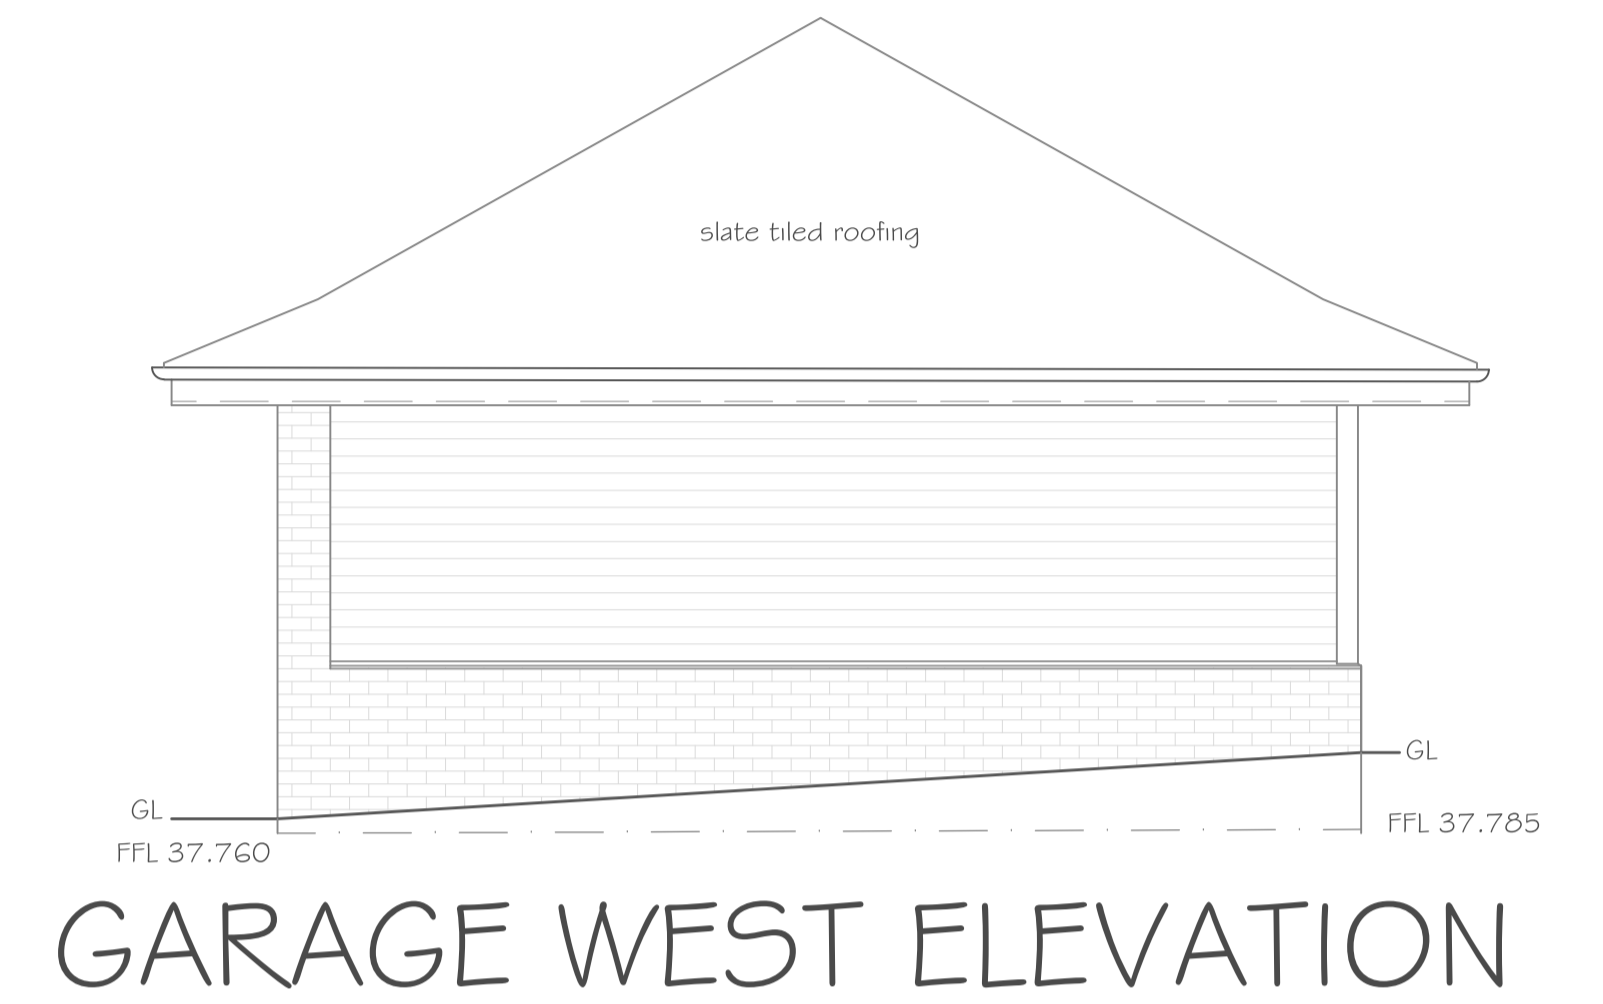 slate tiled roofing
GL
GL
FFL 37.785
FFL 37.760
GARAGE WEST ELEVATION